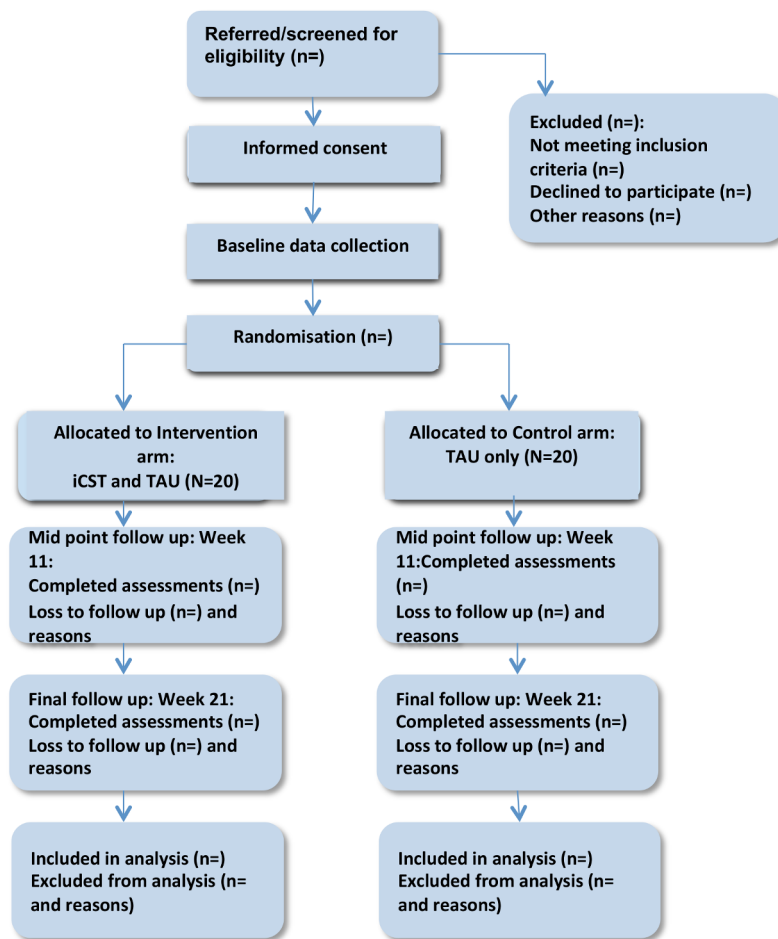 Referred/screened for
eligibility (n=)
Excluded (n=):
Not meeting inclusion
criteria (n=)
Declined to participate (n=)
Other reasons (n=)
Informed consent
Baseline data collection
Randomisation (n=)
Allocated to Intervention
arm:
iCST and TAU (N=20)
Allocated to Control arm:
TAU only (N=20)
Mid point follow up: Week
11:
Completed assessments (n=)
Loss to follow up (n=) and
reasons
Mid point follow up: Week
11:Completed assessments
(n=)
Loss to follow up (n=) and
reasons
Final follow up: Week 21:
Completed assessments (n=)
Loss to follow up (n=) and
reasons
Final follow up: Week 21:
Completed assessments (n=)
Loss to follow up (n=) and
reasons
Included in analysis (n=)
Excluded from analysis (n=
and reasons)
Included in analysis (n=)
Excluded from analysis (n=
and reasons)